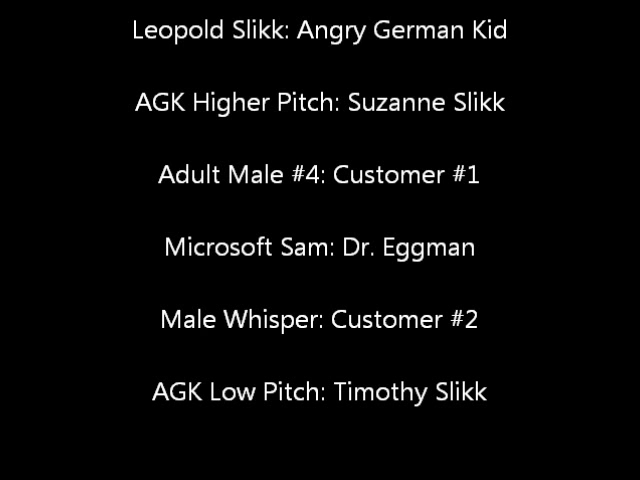 Leopold Slikk: Angry German Kid
AGK Higher Pitch: Suzanne Slikk
Adult Male #4: Customer #1
Microsoft Sam: Dr. Eggman
Male Whisper: Customer #2
AGK Low Pitch: Timothy Slikk